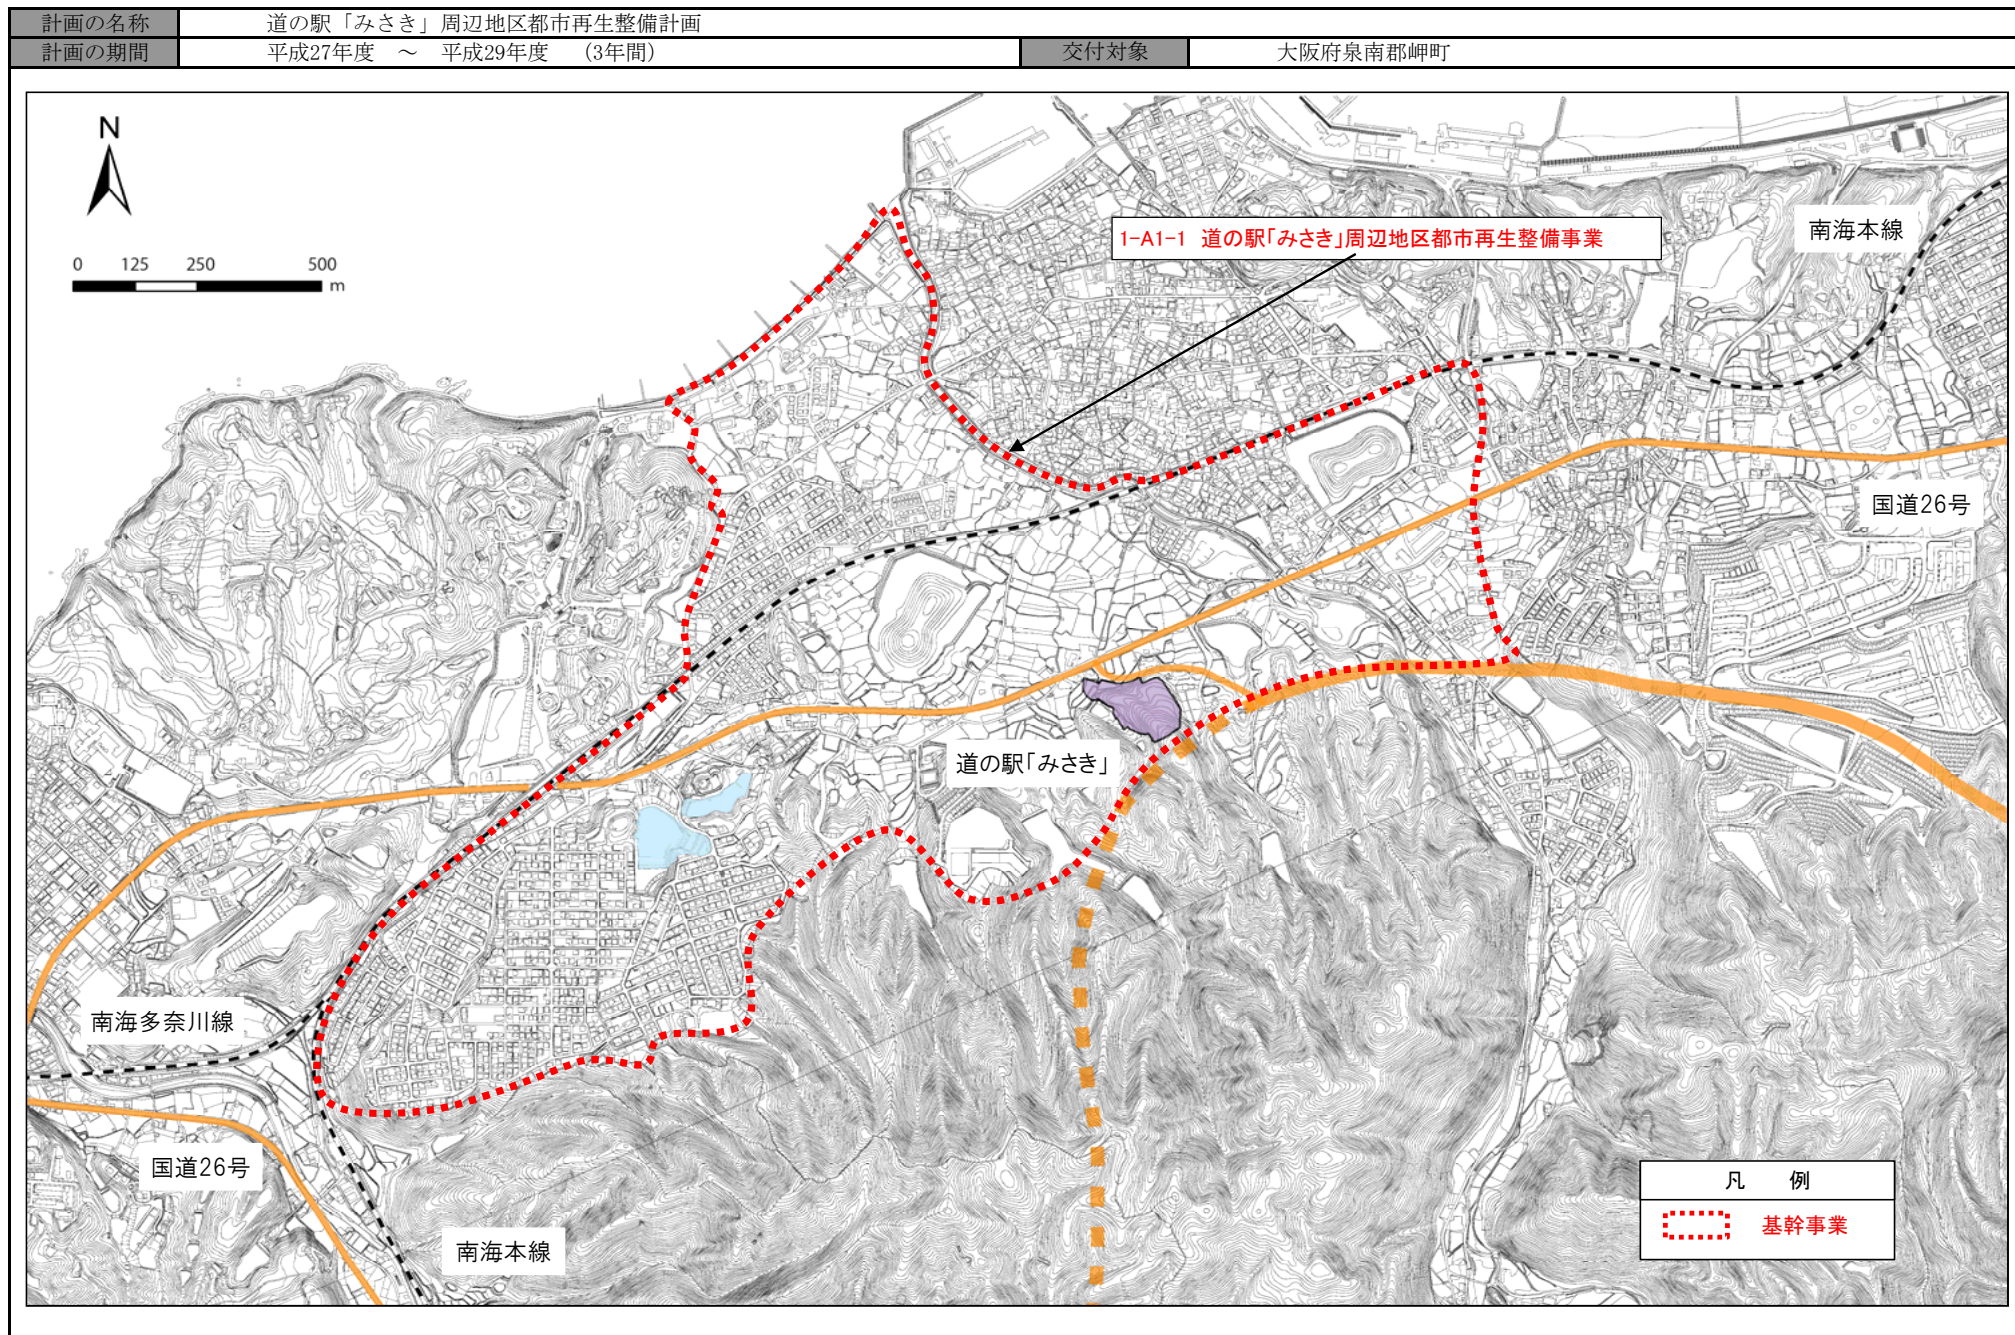 計画の名称 道の駅「みさき」周辺地区都市再生整備計画
計画の期間 平成27年度 ～ 平成29年度 （3年間） 交付対象 大阪府泉南郡岬町
N
0 125 250 500 m
1-A1-1 道の駅「みさき」周辺地区都市再生整備事業
南海本線
国道26号
道の駅「みさき」
南海多奈川線
国道26号
南海本線
凡 例
基幹事業